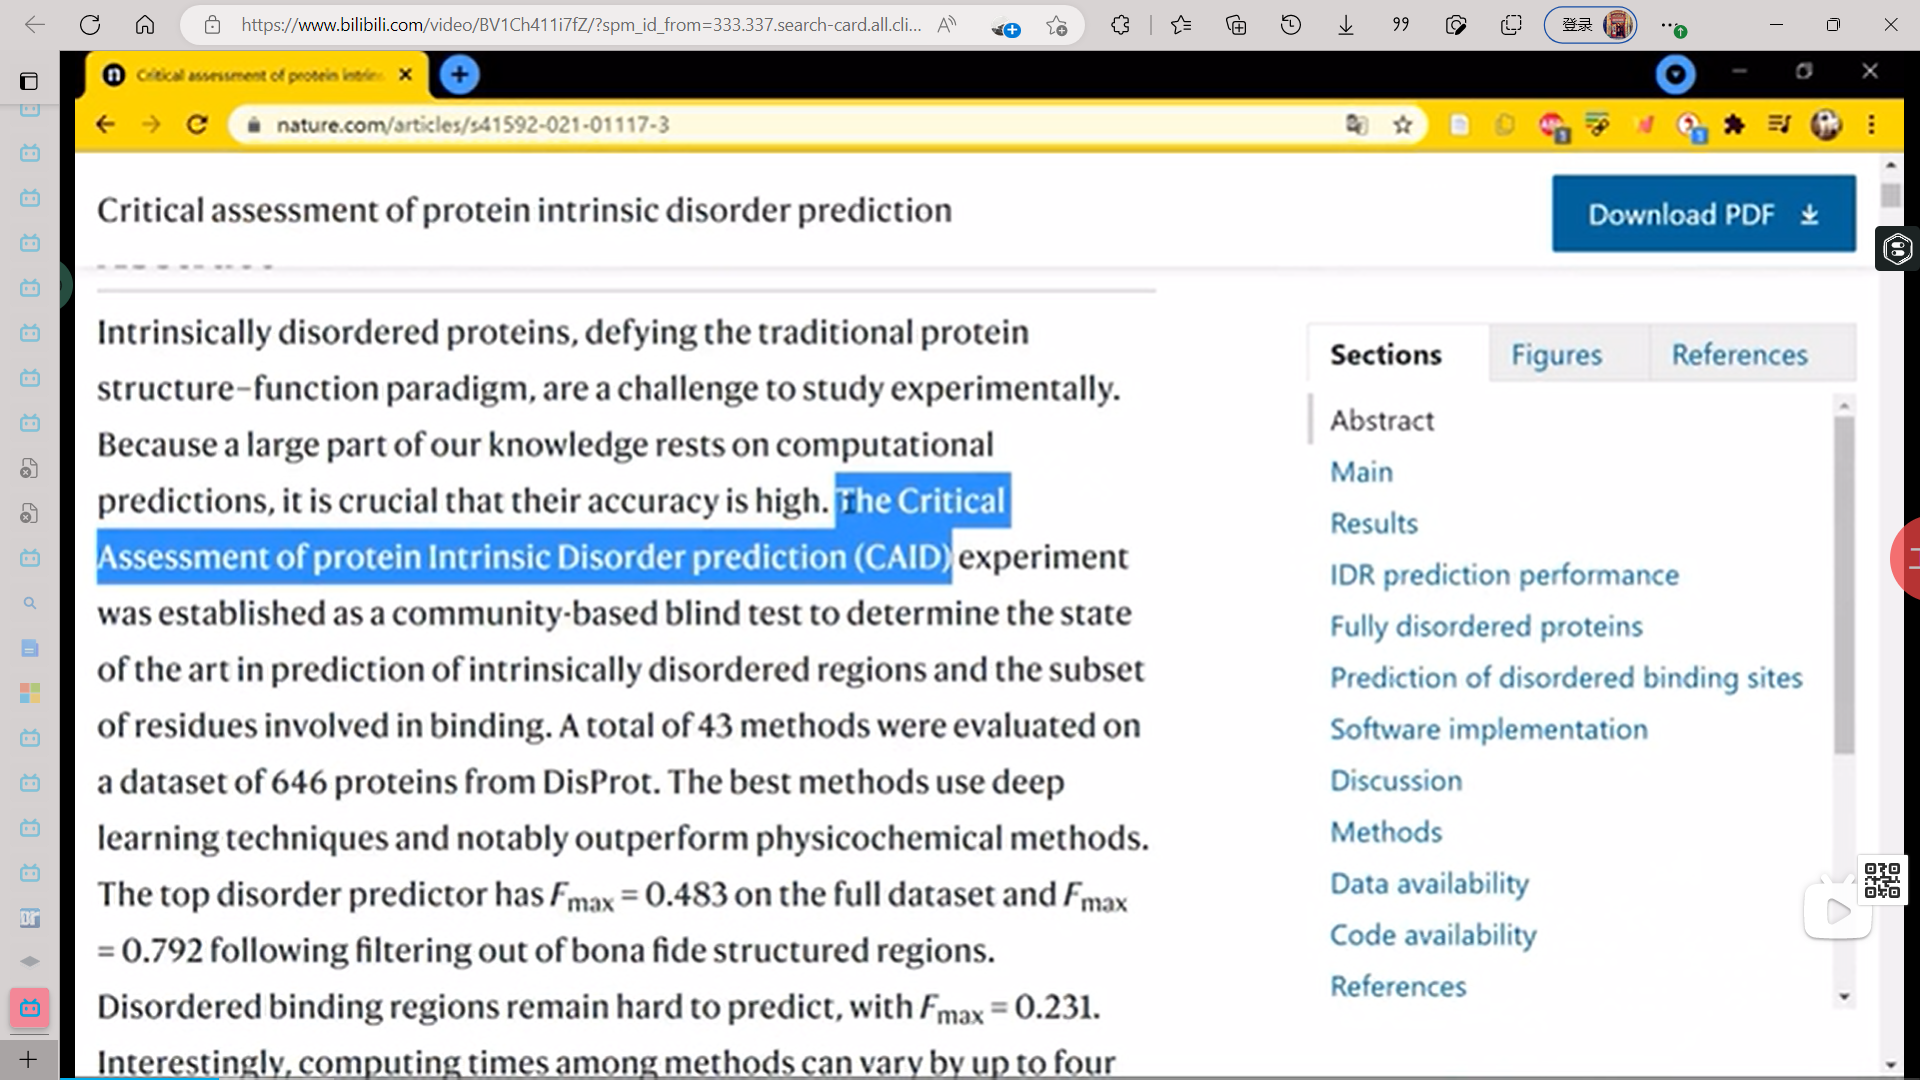 https://www.bilibili.com/video/BV1Ch411i7fZ/?spm_id_from=333.337.search-card.all.cli...
登录
Critical assessment of protein intrins
nature.com/articles/s41592-021-01117-3
Critical assessment of protein intrinsic disorder prediction
Download PDF
Intrinsically disordered proteins, defying the traditional protein
structure–function paradigm, are a challenge to study experimentally.
Because a large part of our knowledge rests on computational
predictions, it is crucial that their accuracy is high. The Critical
Assessment of protein Intrinsic Disorder prediction (CAID) experiment
was established as a community-based blind test to determine the state
of the art in prediction of intrinsically disordered regions and the subset
of residues involved in binding. A total of 43 methods were evaluated on
a dataset of 646 proteins from DisProt. The best methods use deep
learning techniques and notably outperform physicochemical methods.
The top disorder predictor has Fmax = 0.483 on the full dataset and Fmax
= 0.792 following filtering out of bona fide structured regions.
Disordered binding regions remain hard to predict, with Fmax = 0.231.
Interestingly, computing times among methods can vary by up to four
Sections
Figures
References
Abstract
Main
Results
IDR prediction performance
Fully disordered proteins
Prediction of disordered binding sites
Software implementation
Discussion
Methods
Data availability
Code availability
References